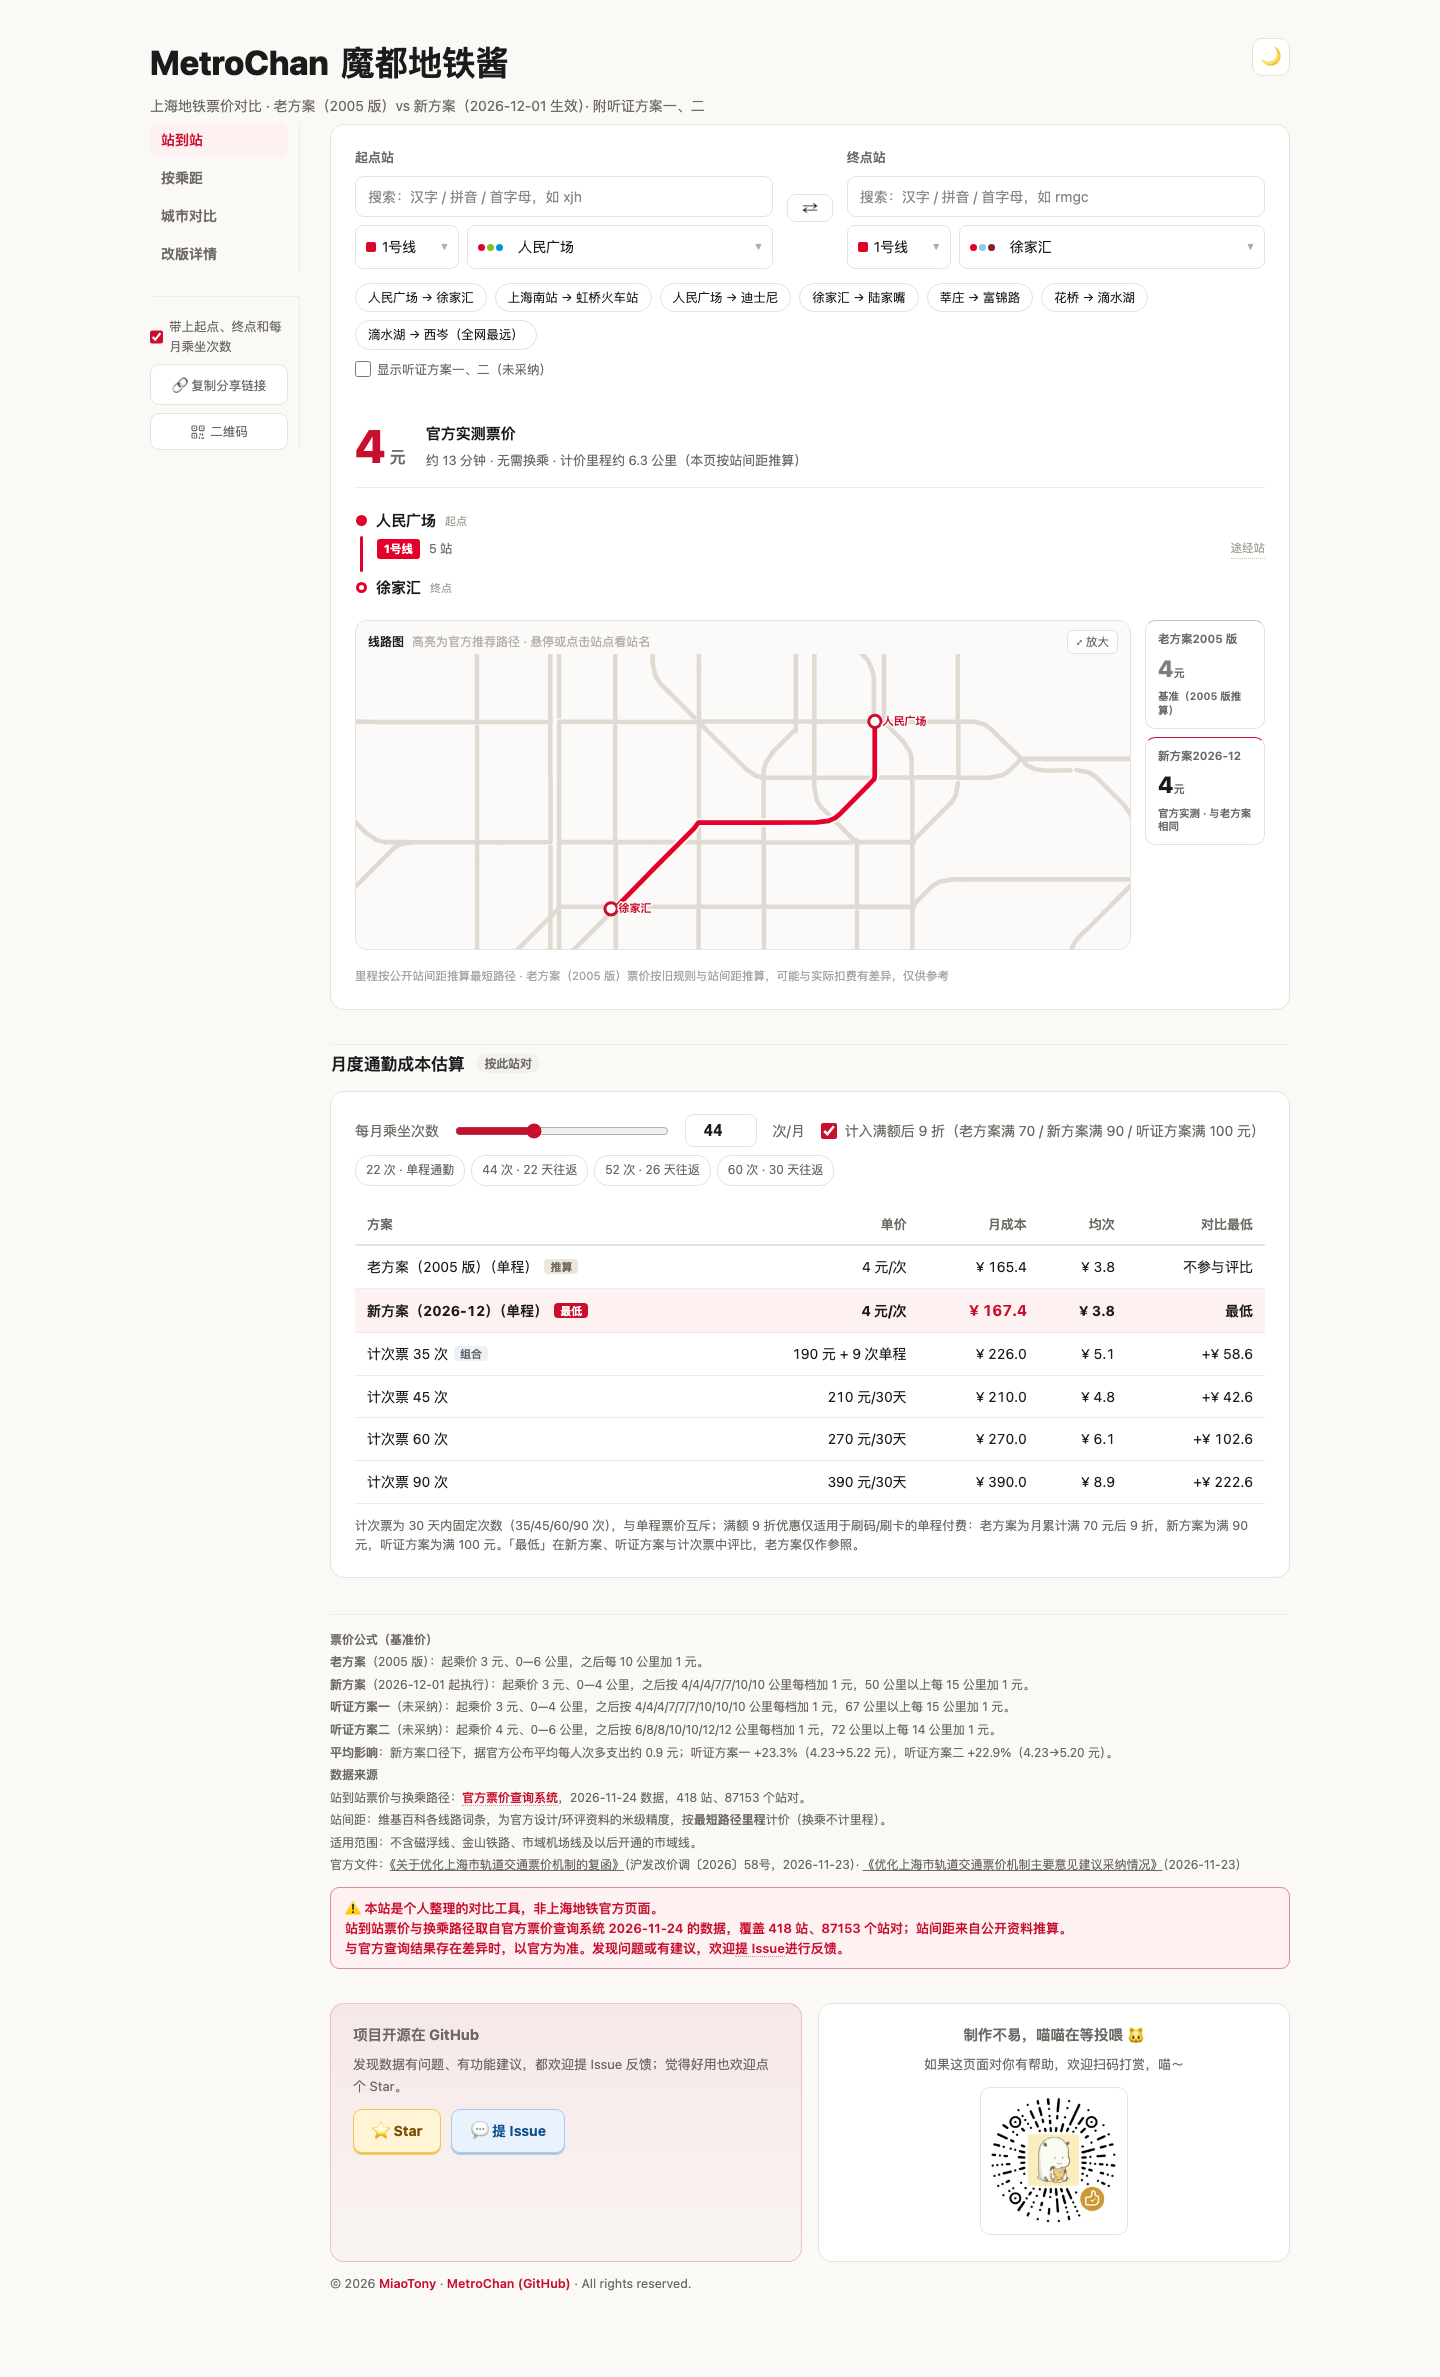 MetroChan 魔都地铁酱
🌙
上海地铁票价对比 · 老方案（2005 版）vs 新方案（2026-12-01 生效）· 附听证方案一、二
站到站
按乘距
城市对比
改版详情
带上起点、终点和每
月乘坐次数
🔗 复制分享链接
二维码
起点站
搜索：汉字 / 拼音 / 首字母，如 xjh
1号线
人民广场
⇄
终点站
搜索：汉字 / 拼音 / 首字母，如 rmgc
1号线
徐家汇
人民广场 → 徐家汇
上海南站 → 虹桥火车站
人民广场 → 迪士尼
徐家汇 → 陆家嘴
莘庄 → 富锦路
花桥 → 滴水湖
滴水湖 → 西岑（全网最远）
显示听证方案一、二（未采纳）
4 元
官方实测票价
约 13 分钟 · 无需换乘 · 计价里程约 6.3 公里（本页按站间距推算）
人民广场 起点
1号线 5 站 途经站
徐家汇 终点
线路图 高亮为官方推荐路径 · 悬停或点击站点看站名
⤢ 放大
人民广场
徐家汇
老方案2005 版
4元
基准（2005 版推
算）
新方案2026-12
4元
官方实测 · 与老方案
相同
里程按公开站间距推算最短路径 · 老方案（2005 版）票价按旧规则与站间距推算，可能与实际扣费有差异，仅供参考
月度通勤成本估算 按此站对
每月乘坐次数 44 次/月 计入满额后 9 折（老方案满 70 / 新方案满 90 / 听证方案满 100 元）
22 次 · 单程通勤
44 次 · 22 天往返
52 次 · 26 天往返
60 次 · 30 天往返
方案 单价 月成本 均次 对比最低
老方案（2005 版）（单程） 推算 4 元/次 ¥ 165.4 ¥ 3.8 不参与评比
新方案（2026-12）（单程） 最低 4 元/次 ¥ 167.4 ¥ 3.8 最低
计次票 35 次 组合 190 元 + 9 次单程 ¥ 226.0 ¥ 5.1 +¥ 58.6
计次票 45 次 210 元/30天 ¥ 210.0 ¥ 4.8 +¥ 42.6
计次票 60 次 270 元/30天 ¥ 270.0 ¥ 6.1 +¥ 102.6
计次票 90 次 390 元/30天 ¥ 390.0 ¥ 8.9 +¥ 222.6
计次票为 30 天内固定次数（35/45/60/90 次），与单程票价互斥；满额 9 折优惠仅适用于刷码/刷卡的单程付费：老方案为月累计满 70 元后 9 折，新方案为满 90
元，听证方案为满 100 元。「最低」在新方案、听证方案与计次票中评比，老方案仅作参照。
票价公式（基准价）
老方案（2005 版）：起乘价 3 元、0—6 公里，之后每 10 公里加 1 元。
新方案（2026-12-01 起执行）：起乘价 3 元、0—4 公里，之后按 4/4/4/7/7/10/10 公里每档加 1 元，50 公里以上每 15 公里加 1 元。
听证方案一（未采纳）：起乘价 3 元、0—4 公里，之后按 4/4/4/7/7/7/10/10/10 公里每档加 1 元，67 公里以上每 15 公里加 1 元。
听证方案二（未采纳）：起乘价 4 元、0—6 公里，之后按 6/8/8/10/10/12/12 公里每档加 1 元，72 公里以上每 14 公里加 1 元。
平均影响：新方案口径下，据官方公布平均每人次多支出约 0.9 元；听证方案一 +23.3%（4.23→5.22 元），听证方案二 +22.9%（4.23→5.20 元）。
数据来源
站到站票价与换乘路径：官方票价查询系统，2026-11-24 数据，418 站、87153 个站对。
站间距：维基百科各线路词条，为官方设计/环评资料的米级精度，按最短路径里程计价（换乘不计里程）。
适用范围：不含磁浮线、金山铁路、市域机场线及以后开通的市域线。
官方文件：《关于优化上海市轨道交通票价机制的复函》（沪发改价调〔2026〕58号，2026-11-23）·《优化上海市轨道交通票价机制主要意见建议采纳情况》（2026-11-23）
⚠️ 本站是个人整理的对比工具，非上海地铁官方页面。
站到站票价与换乘路径取自官方票价查询系统 2026-11-24 的数据，覆盖 418 站、87153 个站对；站间距来自公开资料推算。
与官方查询结果存在差异时，以官方为准。发现问题或有建议，欢迎提 Issue进行反馈。
项目开源在 GitHub
发现数据有问题、有功能建议，都欢迎提 Issue 反馈；觉得好用也欢迎点
个 Star。
⭐ Star
💬 提 Issue
制作不易，喵喵在等投喂 🐱
如果这页面对你有帮助，欢迎扫码打赏，喵～
© 2026 MiaoTony · MetroChan (GitHub) · All rights reserved.